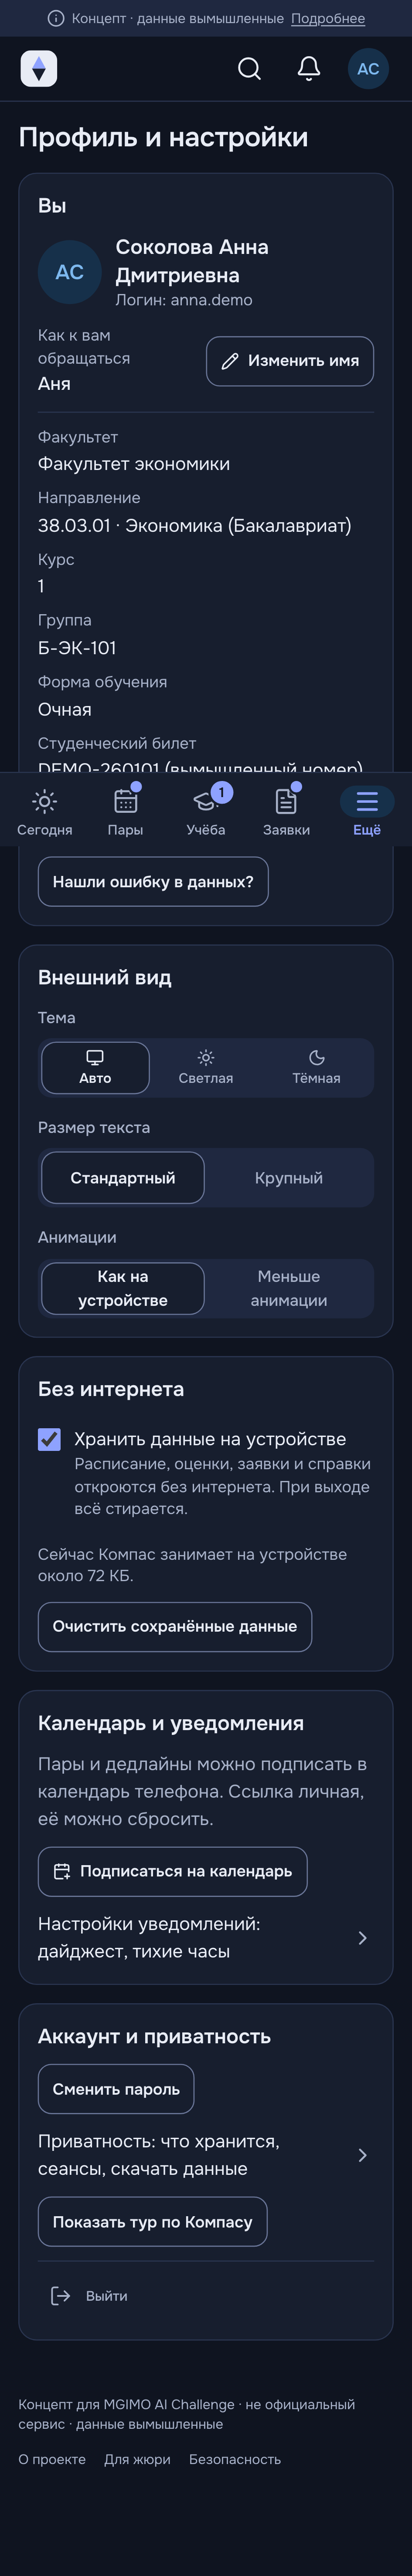 Концепт · данные вымышленные Подробнее
АС
Профиль и настройки
Вы
АС
Соколова Анна
Дмитриевна
Логин: anna.demo
Как к вам
обращаться
Аня
Изменить имя
Факультет
Факультет экономики
Направление
38.03.01 · Экономика (Бакалавриат)
Курс
1
Группа
Б-ЭК-101
Форма обучения
Очная
Студенческий билет
DEMO-260101 (вымышленный номер)
1
Сегодня Пары Учёба Заявки Ещё
Нашли ошибку в данных?
Внешний вид
Тема
Авто Светлая Тёмная
Размер текста
Стандартный Крупный
Анимации
Как на
устройстве
Меньше
анимации
Без интернета
Хранить данные на устройстве
Расписание, оценки, заявки и справки
откроются без интернета. При выходе
всё стирается.
Сейчас Компас занимает на устройстве
около 72 КБ.
Очистить сохранённые данные
Календарь и уведомления
Пары и дедлайны можно подписать в
календарь телефона. Ссылка личная,
её можно сбросить.
Подписаться на календарь
Настройки уведомлений:
дайджест, тихие часы
Аккаунт и приватность
Сменить пароль
Приватность: что хранится,
сеансы, скачать данные
Показать тур по Компасу
Выйти
Концепт для MGIMO AI Challenge · не официальный
сервис · данные вымышленные
О проекте Для жюри Безопасность